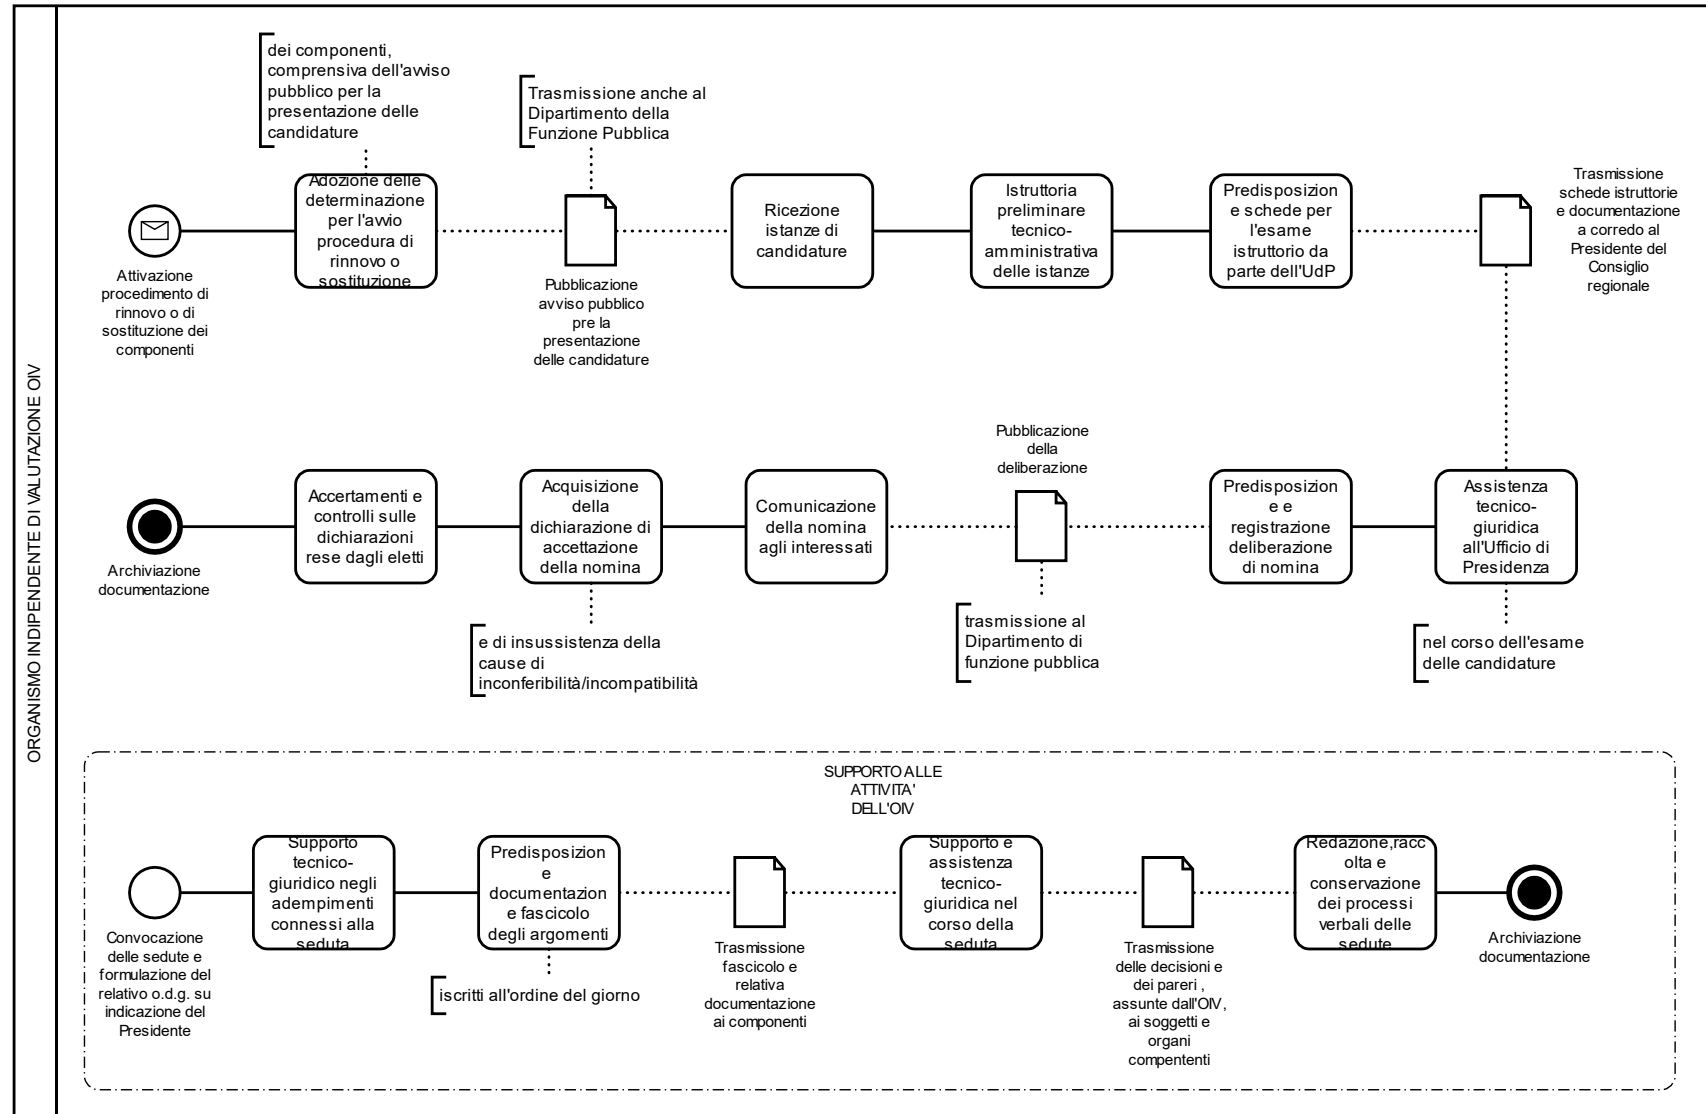 ORGANISMO INDIPENDENTE DI VALUTAZIONE OIV
dei componenti,
comprensiva dell'avviso
pubblico per la
presentazione delle
candidature
Trasmissione anche al
Dipartimento della
Funzione Pubblica
Attivazione
procedimento di
rinnovo o di
sostituzione dei
componenti
Adozione delle
determinazione
per l'avvio
procedura di
rinnovo o
sostituzione
Pubblicazione
avviso pubblico
pre la
presentazione
delle candidature
Ricezione
istanze di
candidature
Istruttoria
preliminare
tecnico-
amministrativa
delle istanze
Predisposizion
e schede per
l'esame
istruttorio da
parte dell'UdP
Trasmissione
schede istruttorie
e documentazione
a corredo al
Presidente del
Consiglio
regionale
Assistenza
tecnico-
giuridica
all'Ufficio di
Presidenza
nel corso dell'esame
delle candidature
Predisposizion
e e
registrazione
deliberazione
di nomina
Pubblicazione
della
deliberazione
trasmissione al
Dipartimento di
funzione pubblica
Comunicazione
della nomina
agli interessati
Acquisizione
della
dichiarazione di
accettazione
della nomina
e di insussistenza della
cause di
inconferibilità/incompatibilità
Accertamenti e
controlli sulle
dichiarazioni
rese dagli eletti
Archiviazione
documentazione
SUPPORTO ALLE
ATTIVITA'
DELL'OIV
Convocazione
delle sedute e
formulazione del
relativo o.d.g. su
indicazione del
Presidente
Supporto
tecnico-
giuridico negli
adempimenti
connessi alla
seduta
Predisposizion
e
documentazion
e fascicolo
degli argomenti
iscritti all'ordine del giorno
Trasmissione
fascicolo e
relativa
documentazione
ai componenti
Supporto e
assistenza
tecnico-
giuridica nel
corso della
seduta
Trasmissione
delle decisioni e
dei pareri ,
assunte dall'OIV,
ai soggetti e
organi
compententi
Redazione,racc
olta e
conservazione
dei processi
verbali delle
sedute
Archiviazione
documentazione